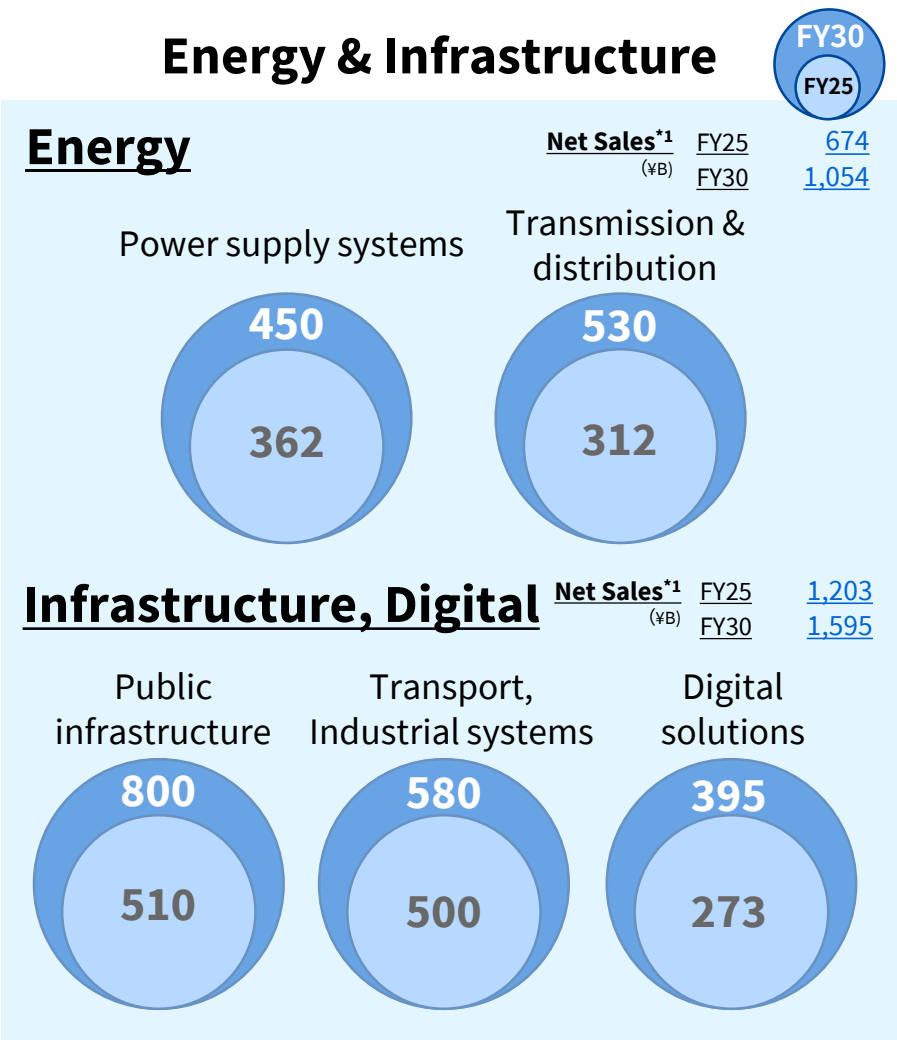 Energy & Infrastructure
FY30
FY25
Energy
Net Sales*1 FY25 674
(¥B) FY30 1,054
Power supply systems
Transmission &
distribution
450
530
362
312
Infrastructure, Digital
Net Sales*1 FY25 1,203
(¥B) FY30 1,595
Public
infrastructure
Transport,
Industrial systems
Digital
solutions
800
580
395
510
500
273